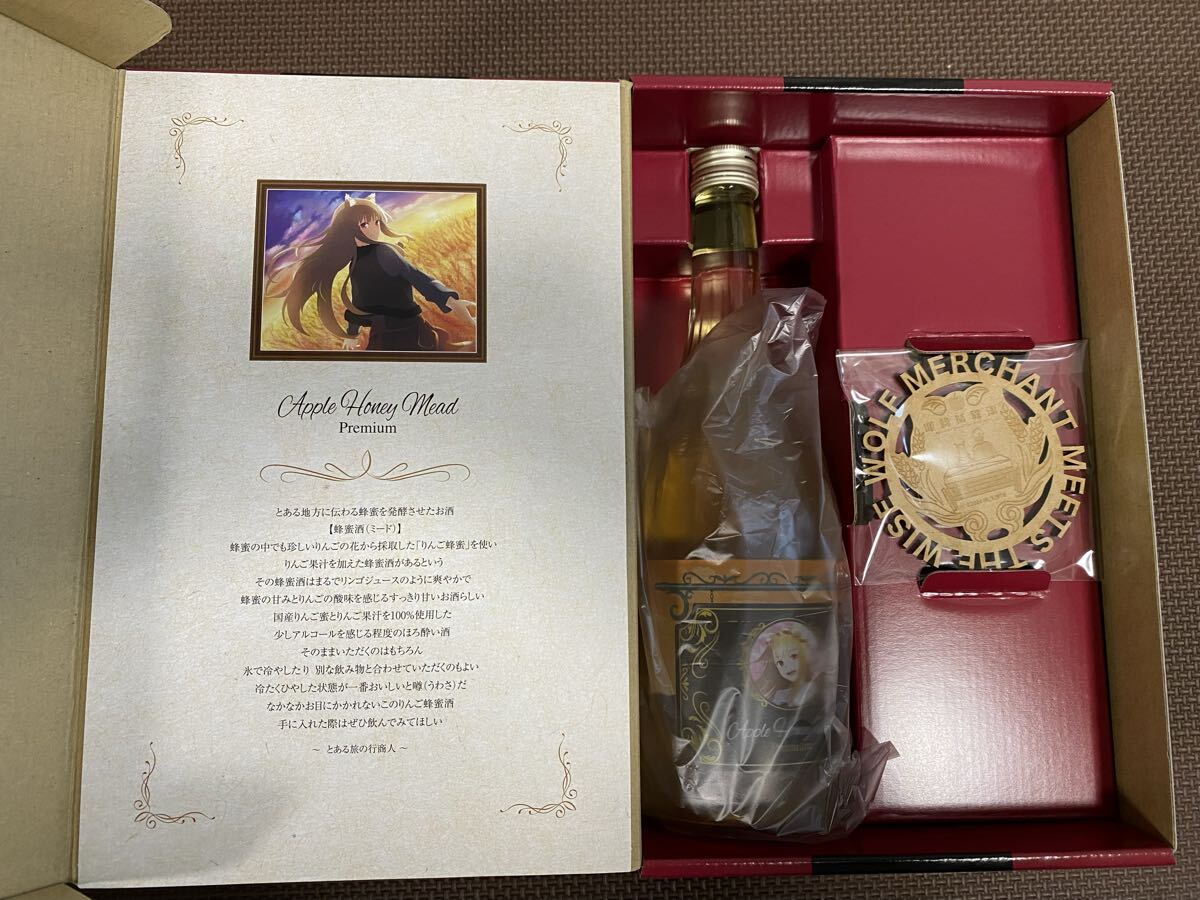 Apple Honey Mead
Premium
とある地方に伝わる蜂蜜を発酵させたお酒
【蜂蜜酒（ミード）】
蜂蜜の中でも珍しいりんごの花から採取した「りんご蜂蜜」を使い
りんご果汁を加えた蜂蜜酒があるという
その蜂蜜酒はまるでリンゴジュースのように爽やかで
蜂蜜の甘みとりんごの酸味を感じるすっきり甘いお酒らしい
国産りんご蜜とりんご果汁を100%使用した
少しアルコールを感じる程度のほろ酔い酒
そのままいただくのはもちろん
氷で冷やしたり 別な飲み物と合わせていただくのもよい
冷たくひやした状態が一番おいしいと噂（うわさ）だ
なかなかお目にかかれないこのりんご蜂蜜酒
手に入れた際はぜひ飲んでみてほしい
～ とある旅の行商人 ～
Apple
WOLF MERCHANT MEETS THE WISE